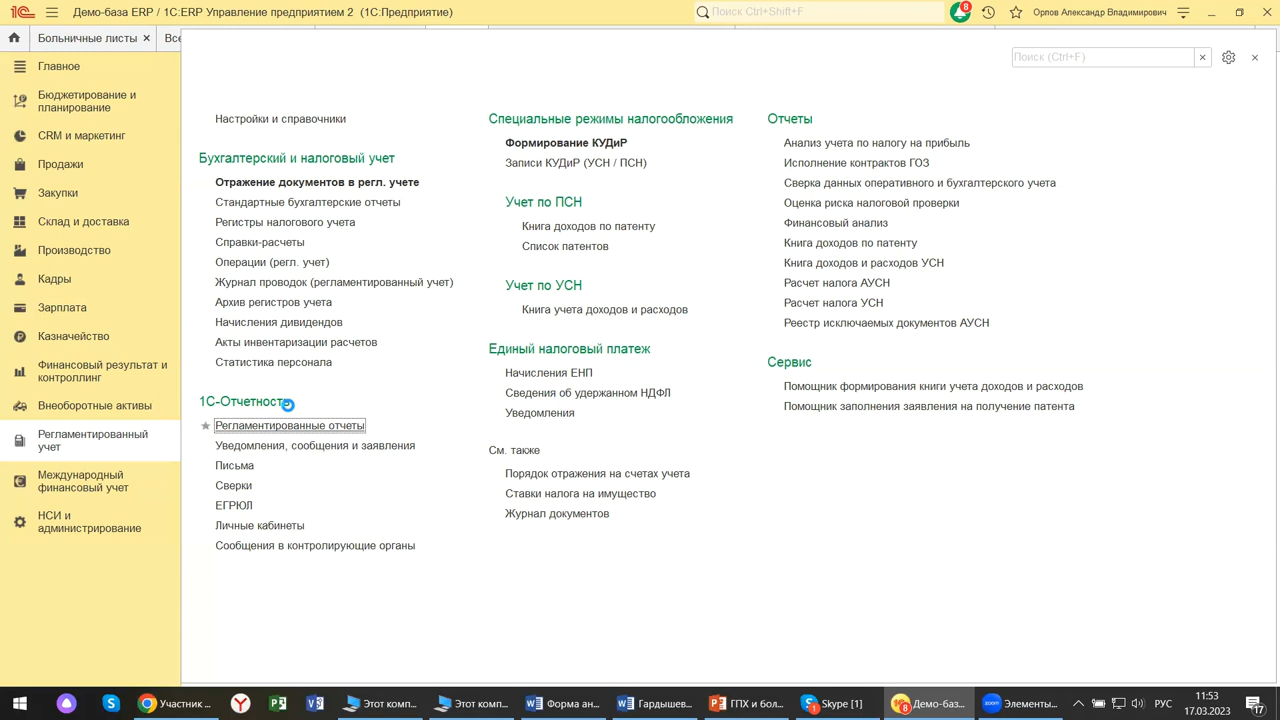 Демо-база ERP / 1С:ERP Управление предприятием 2 (1С:Предприятие)
Поиск Ctrl+Shift+F
8
Орлов Александр Владимирович
Больничные листы
Все
Поиск (Ctrl+F)
Главное
Бюджетирование и
планирование
CRM и маркетинг
Продажи
Закупки
Склад и доставка
Производство
Кадры
Зарплата
Казначейство
Финансовый результат и
контроллинг
Внеоборотные активы
Регламентированный
учет
Международный
финансовый учет
НСИ и
администрирование
Настройки и справочники
Бухгалтерский и налоговый учет
Отражение документов в регл. учете
Стандартные бухгалтерские отчеты
Регистры налогового учета
Справки-расчеты
Операции (регл. учет)
Журнал проводок (регламентированный учет)
Архив регистров учета
Начисления дивидендов
Акты инвентаризации расчетов
Статистика персонала
1С-Отчетность
Регламентированные отчеты
Уведомления, сообщения и заявления
Письма
Сверки
ЕГРЮЛ
Личные кабинеты
Сообщения в контролирующие органы
Специальные режимы налогообложения
Формирование КУДиР
Записи КУДиР (УСН / ПСН)
Учет по ПСН
Книга доходов по патенту
Список патентов
Учет по УСН
Книга учета доходов и расходов
Единый налоговый платеж
Начисления ЕНП
Сведения об удержанном НДФЛ
Уведомления
См. также
Порядок отражения на счетах учета
Ставки налога на имущество
Журнал документов
Отчеты
Анализ учета по налогу на прибыль
Исполнение контрактов ГОЗ
Сверка данных оперативного и бухгалтерского учета
Оценка риска налоговой проверки
Финансовый анализ
Книга доходов по патенту
Книга доходов и расходов УСН
Расчет налога АУСН
Расчет налога УСН
Реестр исключаемых документов АУСН
Сервис
Помощник формирования книги учета доходов и расходов
Помощник заполнения заявления на получение патента
Участник ...
Этот комп...
Этот комп...
Форма ан...
Гардышев...
ГПХ и бол...
Skype [1]
1
Демо-баз...
8
zoom
Элементы...
РУС
11:53
17.03.2023
17